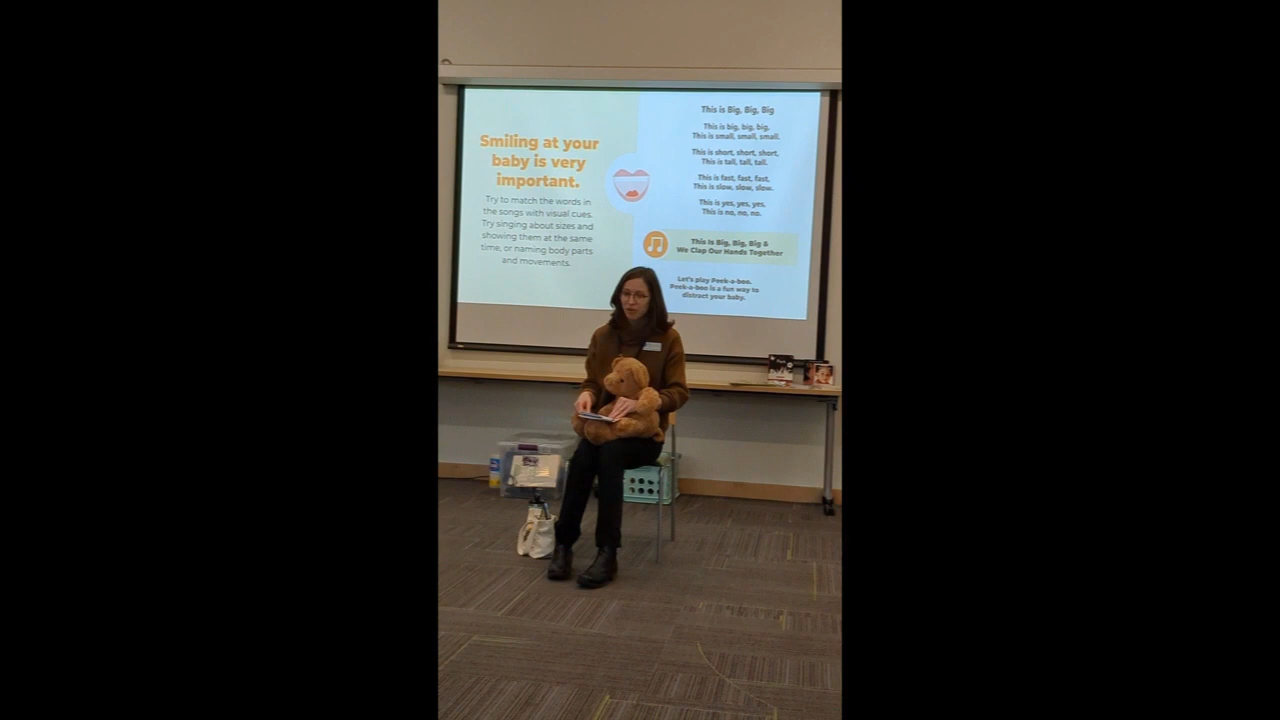 Smiling at your
baby is very
important.
Try to match the words in
the songs with visual cues.
Try singing about sizes and
showing them at the same
time, or naming body parts
and movements.
This is Big, Big, Big
This is big, big, big.
This is small, small, small.
This is short, short, short,
This is tall, tall, tall.
This is fast, fast, fast,
This is slow, slow, slow.
This is yes, yes, yes.
This is no, no, no.
This Is Big, Big, Big &
We Clap Our Hands Together
Let's play Peek-a-boo.
Peek-a-boo is a fun way to
distract your baby.